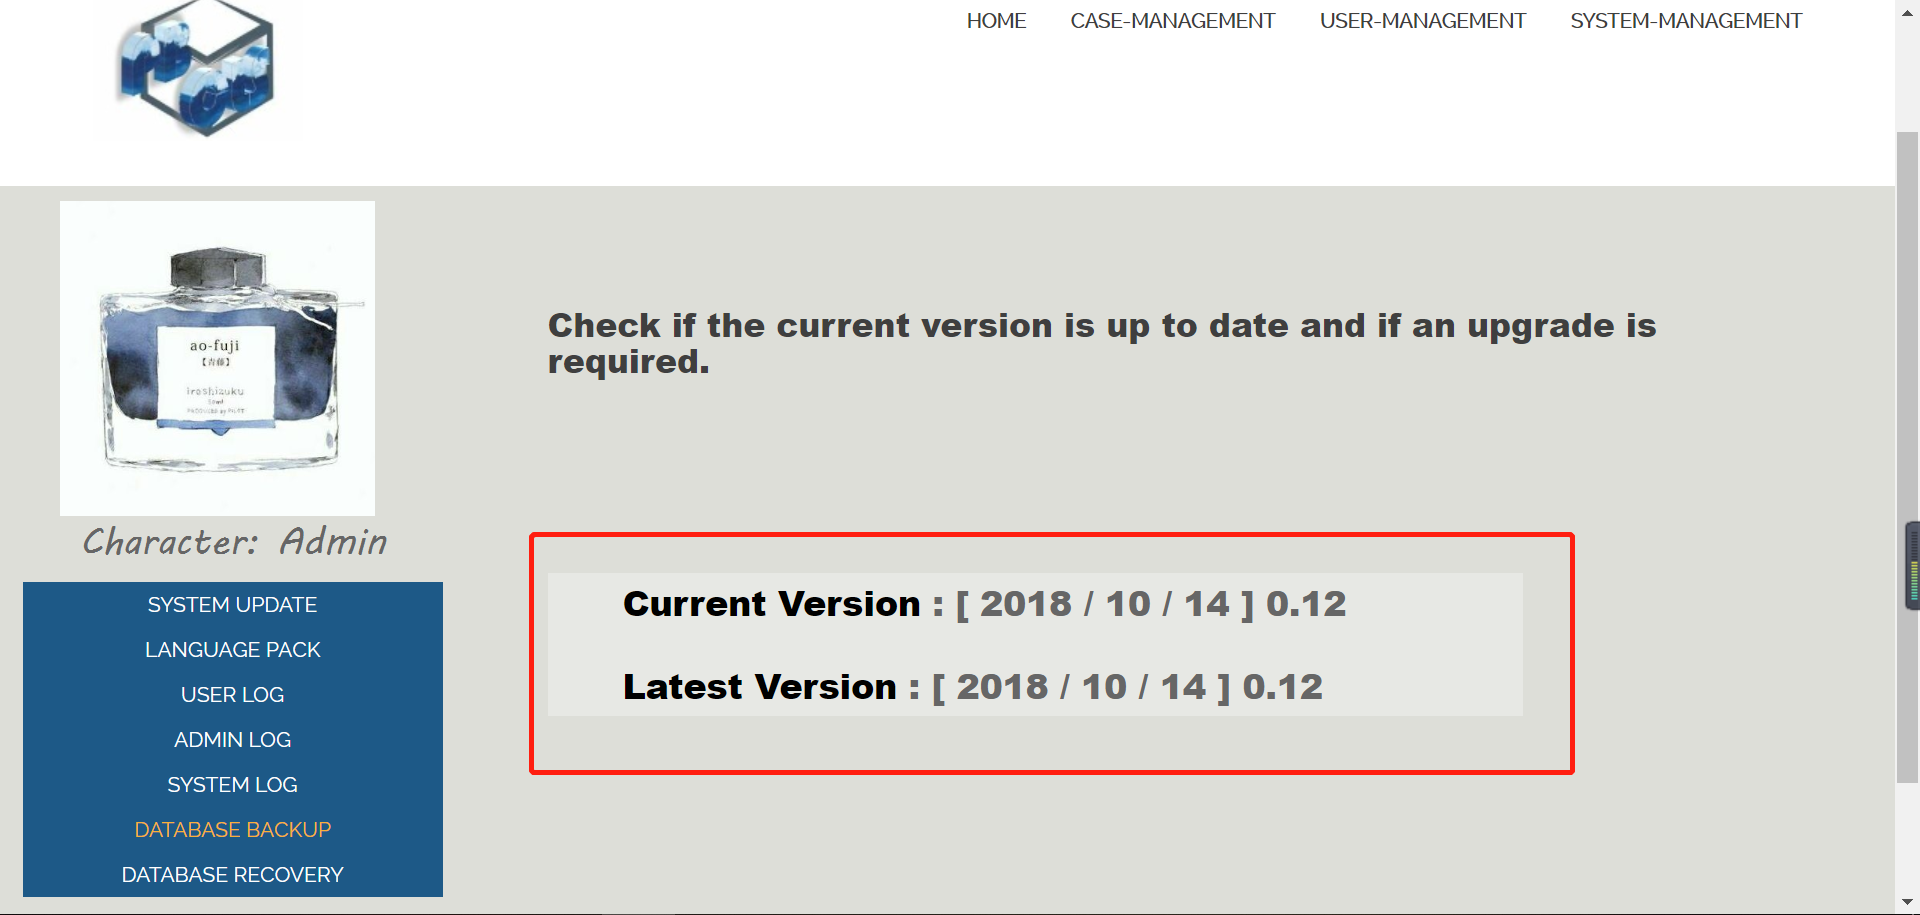 HOME CASE-MANAGEMENT USER-MANAGEMENT SYSTEM-MANAGEMENT
ao-fuji
【青藤】
iroshizuku
Character: Admin
SYSTEM UPDATE
LANGUAGE PACK
USER LOG
ADMIN LOG
SYSTEM LOG
DATABASE BACKUP
DATABASE RECOVERY
Check if the current version is up to date and if an upgrade is
required.
Current Version : [ 2018 / 10 / 14 ] 0.12
Latest Version : [ 2018 / 10 / 14 ] 0.12